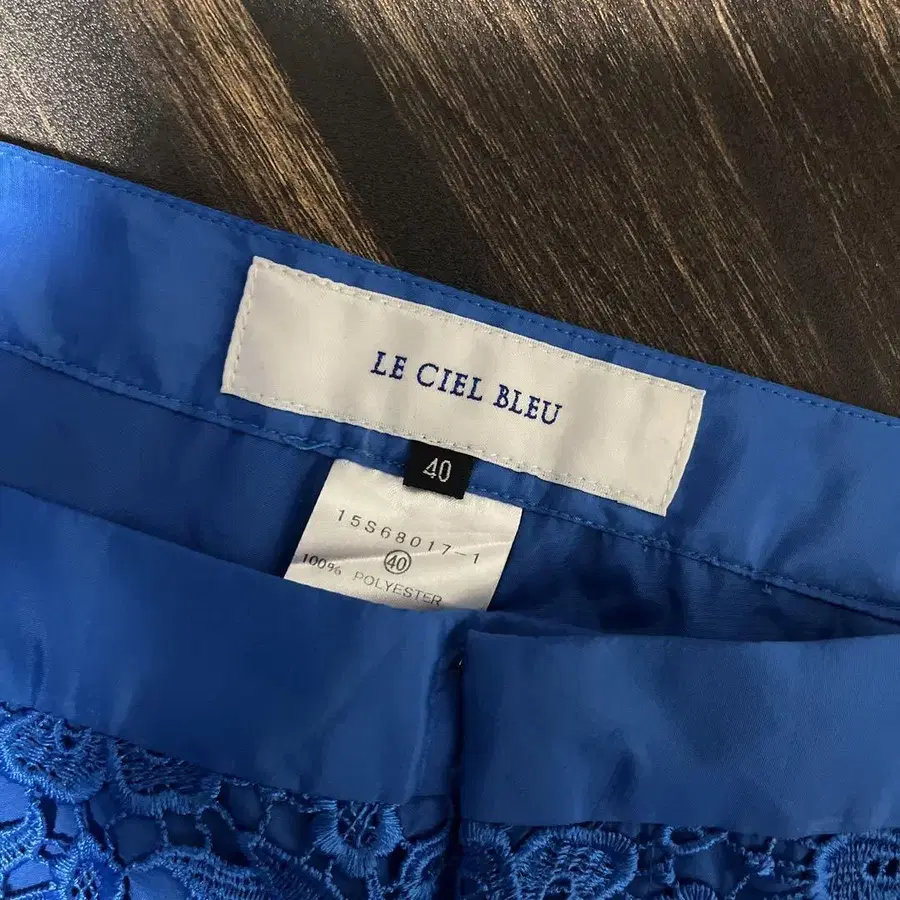 LE CIEL BLEU
40
15S68017-1
40
100% POLYESTER